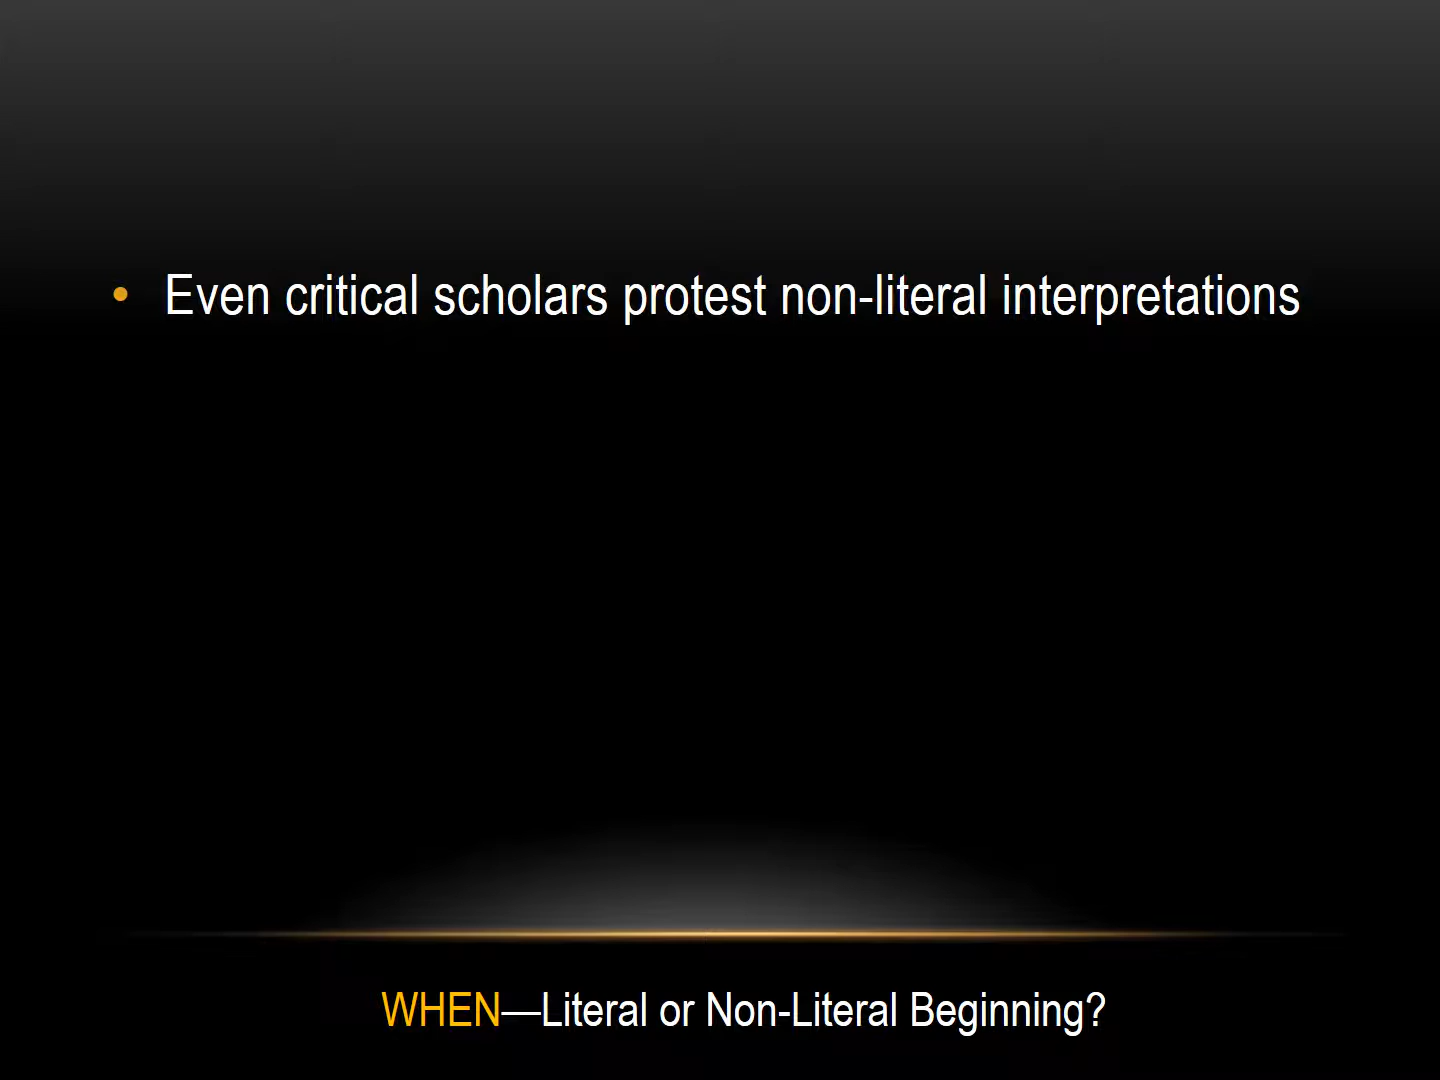 • Even critical scholars protest non-literal interpretations
WHEN—Literal or Non-Literal Beginning?